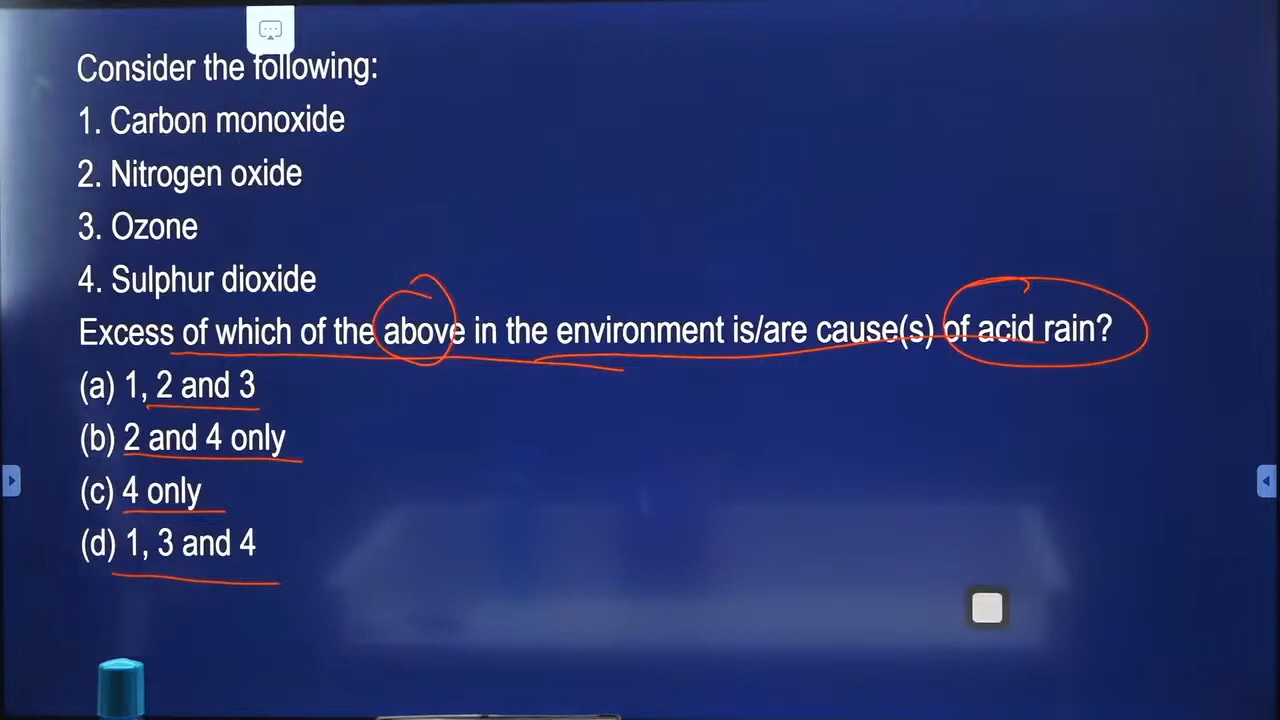 Consider the following:
1. Carbon monoxide
2. Nitrogen oxide
3. Ozone
4. Sulphur dioxide
Excess of which of the above in the environment is/are cause(s) of acid rain?
(a) 1, 2 and 3
(b) 2 and 4 only
(c) 4 only
(d) 1, 3 and 4